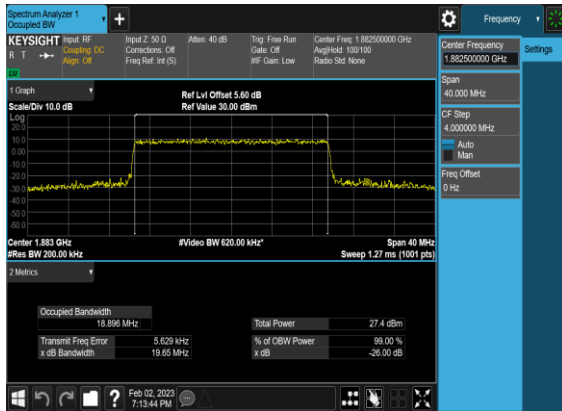 Spectrum Analyzer 1
Occupied BW
+
Frequency
KEYSIGHT
R T
Input: RF
Coupling: DC
Align: Off
Input Z: 50 Ω
Corrections: Off
Freq Ref: Int (S)
Atten: 40 dB
Trig: Free Run
Gate: Off
#IF Gain: Low
Center Freq: 1.882500000 GHz
Avg|Hold: 100/100
Radio Std: None
Center Frequency
1.882500000 GHz
Settings
Span
40.000 MHz
CF Step
4.000000 MHz
Auto
Man
Freq Offset
0 Hz
1 Graph
Scale/Div 10.0 dB
Ref Lvl Offset 5.60 dB
Ref Value 30.00 dBm
Log
20.0
10.0
0.00
-10.0
-20.0
-30.0
-40.0
-50.0
-60.0
Center 1.883 GHz
#Res BW 200.00 kHz
#Video BW 620.00 kHz*
Span 40 MHz
Sweep 1.27 ms (1001 pts)
2 Metrics
Occupied Bandwidth
18.896 MHz
Total Power 27.4 dBm
Transmit Freq Error 5.629 kHz
% of OBW Power 99.00 %
x dB Bandwidth 19.65 MHz
x dB -26.00 dB
?
Feb 02, 2023
7:13:44 PM